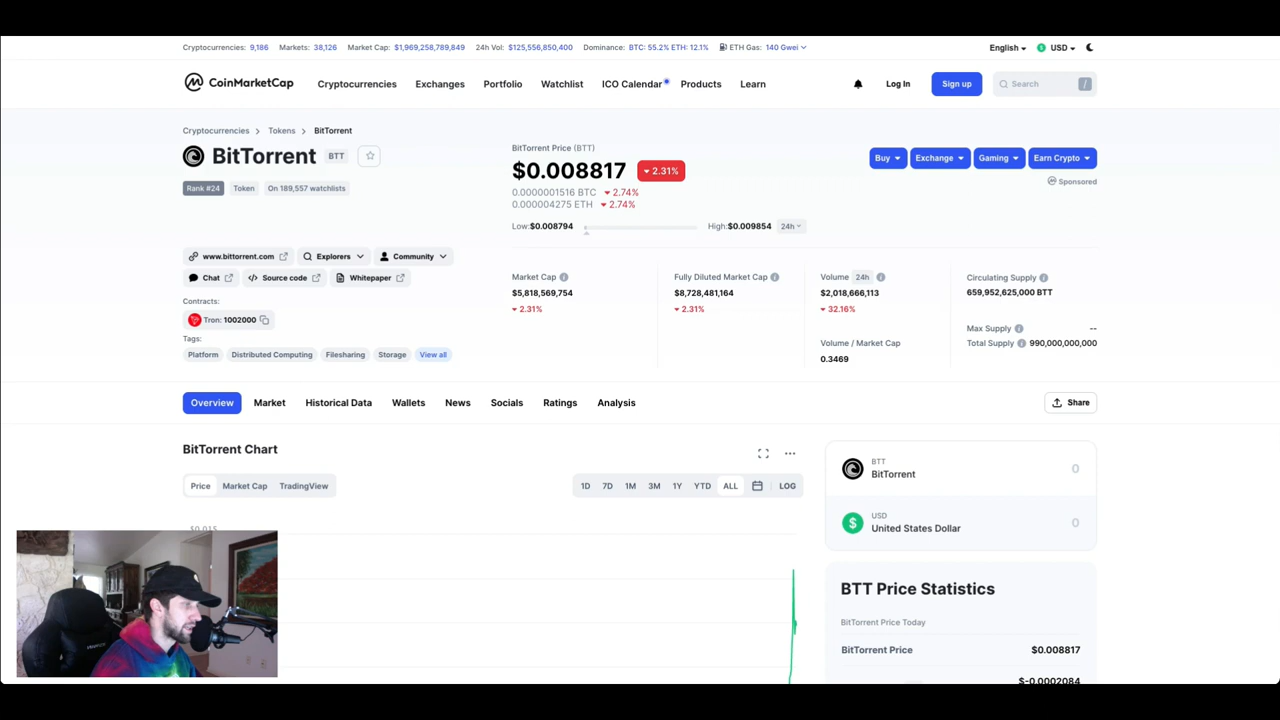 Cryptocurrencies: 9,186 Markets: 38,126 Market Cap: $1,969,258,789,849 24h Vol: $125,556,850,400 Dominance: BTC: 55.2% ETH: 12.1% ETH Gas: 140 Gwei English USD
CoinMarketCap Cryptocurrencies Exchanges Portfolio Watchlist ICO Calendar Products Learn Log In Sign up Search /
Cryptocurrencies > Tokens > BitTorrent
BitTorrent BTT
Rank #24 Token On 189,557 watchlists
BitTorrent Price (BTT)
$0.008817 2.31%
0.0000001516 BTC 2.74%
0.000004275 ETH 2.74%
Low:$0.008794 High:$0.009854 24h
Buy Exchange Gaming Earn Crypto
Sponsored
www.bittorrent.com Explorers Community
Chat Source code Whitepaper
Contracts:
Tron: 1002000
Tags:
Platform Distributed Computing Filesharing Storage View all
Market Cap
$5,818,569,754
2.31%
Fully Diluted Market Cap
$8,728,481,164
2.31%
Volume 24h
$2,018,666,113
32.16%
Volume / Market Cap
0.3469
Circulating Supply
659,952,625,000 BTT
Max Supply --
Total Supply 990,000,000,000
Overview Market Historical Data Wallets News Socials Ratings Analysis Share
BitTorrent Chart
Price Market Cap TradingView 1D 7D 1M 3M 1Y YTD ALL LOG
$0.015
BTT
BitTorrent 0
USD
United States Dollar 0
BTT Price Statistics
BitTorrent Price Today
BitTorrent Price $0.008817
$-0.0002084